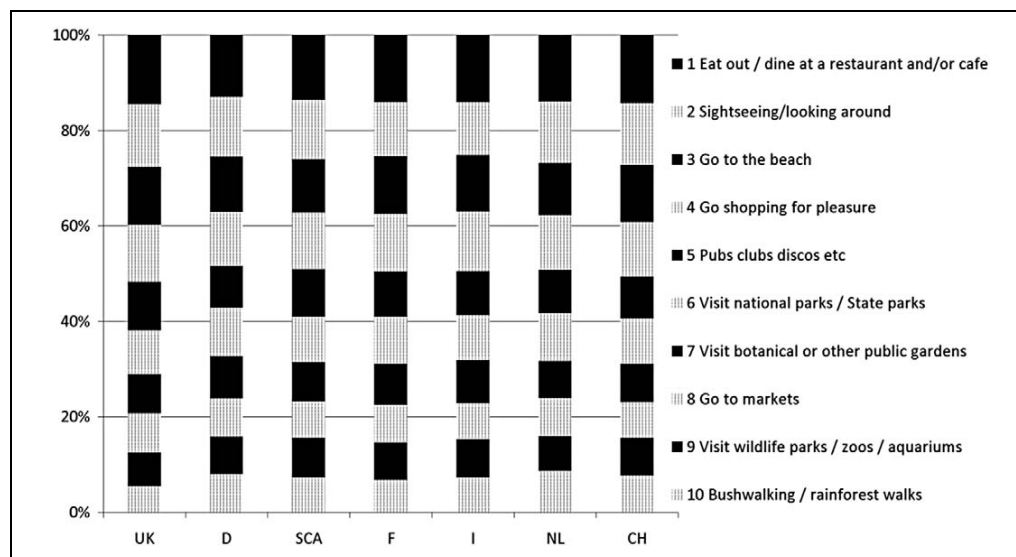 100%
80%
60%
40%
20%
0%
UK D SCA F I NL CH
1 Eat out / dine at a restaurant and/or cafe
2 Sightseeing/looking around
3 Go to the beach
4 Go shopping for pleasure
5 Pubs clubs discos etc
6 Visit national parks / State parks
7 Visit botanical or other public gardens
8 Go to markets
9 Visit wildlife parks / zoos / aquariums
10 Bushwalking / rainforest walks